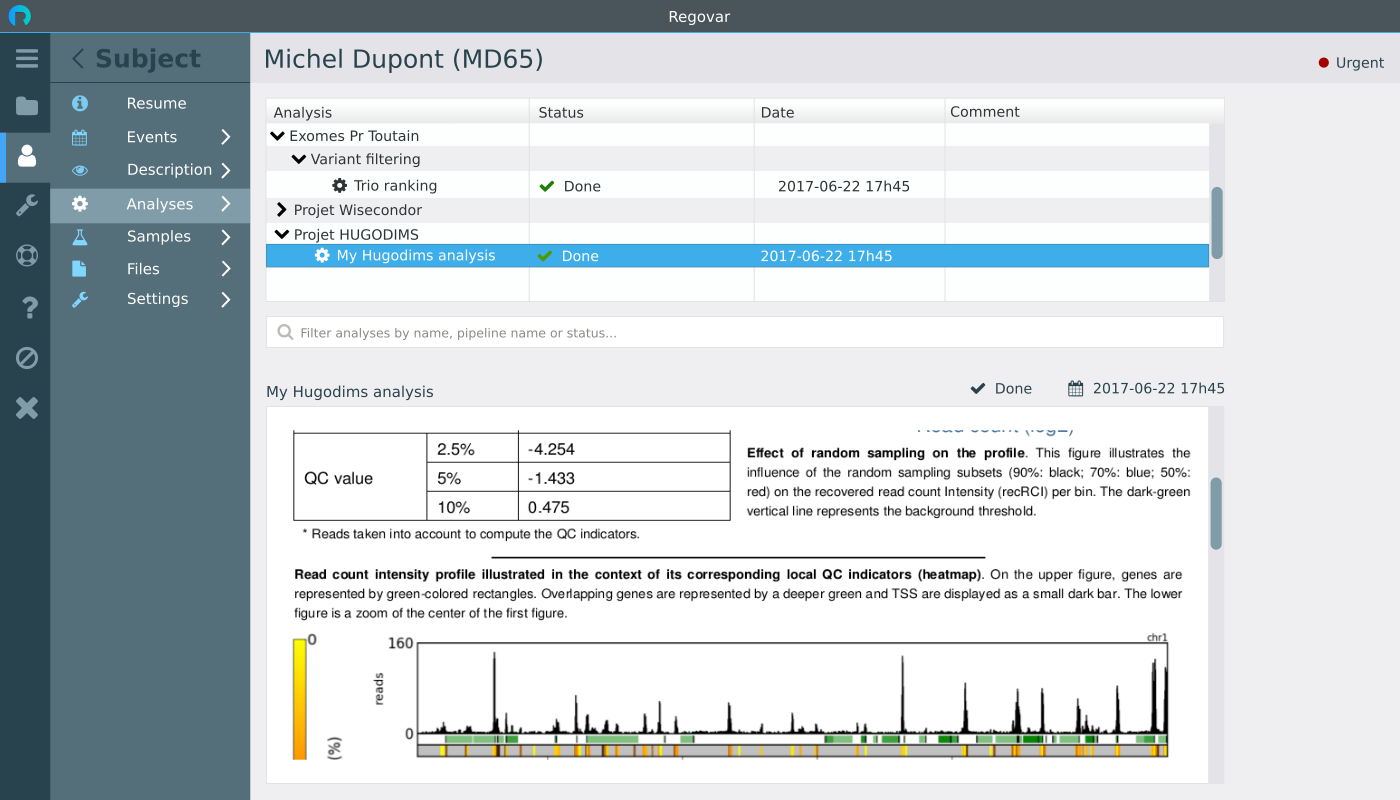 Regovar
Subject
Michel Dupont (MD65)
Urgent
Resume
Events
Description
Analyses
Samples
Files
Settings
Analysis Status Date Comment
Exomes Pr Toutain
Variant filtering
Trio ranking Done 2017-06-22 17h45
Projet Wisecondor
Projet HUGODIMS
My Hugodims analysis Done 2017-06-22 17h45
Filter analyses by name, pipeline name or status...
My Hugodims analysis Done 2017-06-22 17h45
QC value
2.5% -4.254
5% -1.433
10% 0.475
* Reads taken into account to compute the QC indicators.
Read count (log2)
Effect of random sampling on the profile. This figure illustrates the
influence of the random sampling subsets (90%: black; 70%: blue; 50%:
red) on the recovered read count Intensity (recRCI) per bin. The dark-green
vertical line represents the background threshold.
Read count intensity profile illustrated in the context of its corresponding local QC indicators (heatmap). On the upper figure, genes are
represented by green-colored rectangles. Overlapping genes are represented by a deeper green and TSS are displayed as a small dark bar. The lower
figure is a zoom of the center of the first figure.
0
(%)
160
reads
0
chr1